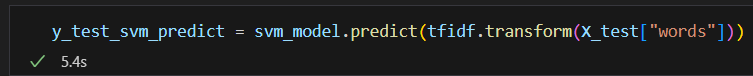 y_test_svm_predict = svm_model.predict(tfidf.transform(X_test["words"]))
5.4s